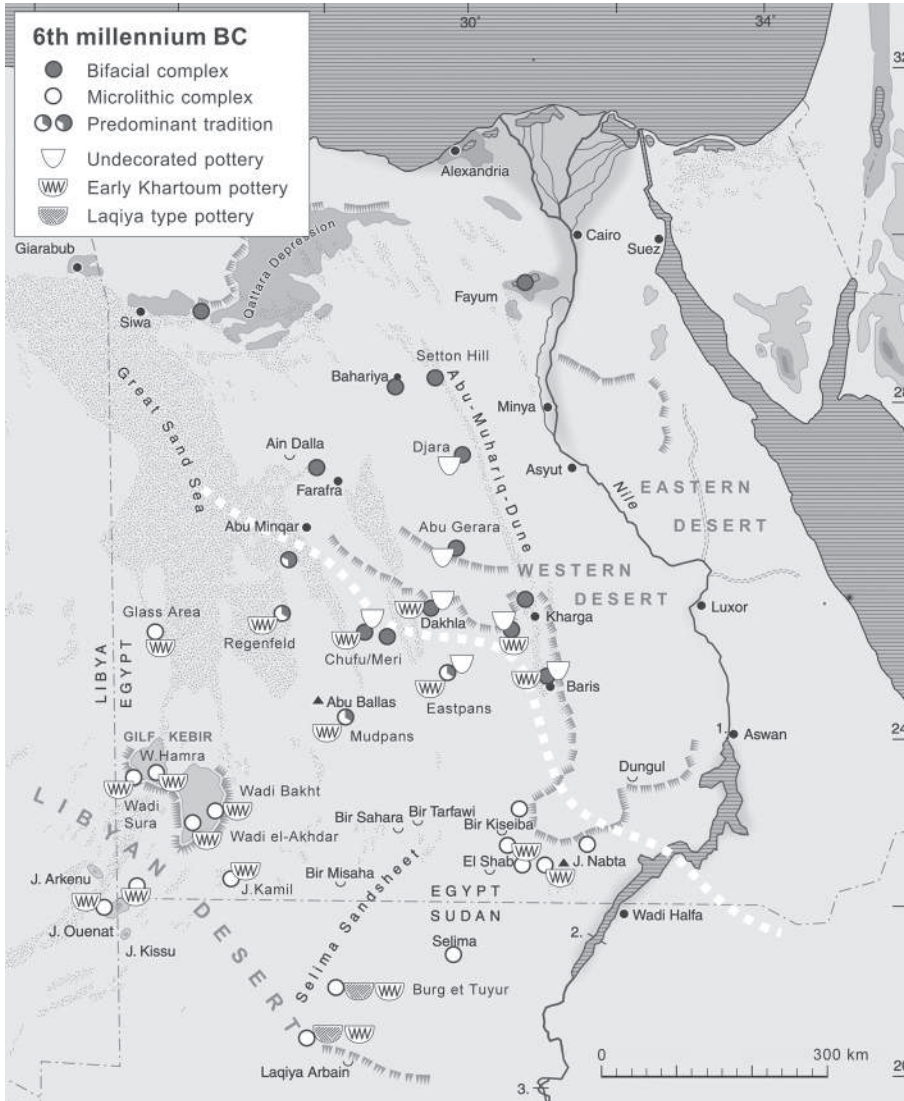 30°
34°
6th millennium BC
Bifacial complex
Microlithic complex
Predominant tradition
Undecorated pottery
Early Khartoum pottery
Laqiya type pottery
32
Alexandria
Cairo
Suez
Giarabub
Qattara Depression
Fayum
Siwa
Setton Hill
Bahariya
28
Great Sand Sea
Abu-Muhariq-Dune
Minya
Ain Dalla
Djara
Asyut
Farafra
Nile
EASTERN
DESERT
Abu Minqar
Abu Gerara
WESTERN
DESERT
Glass Area
Regenfeld
Dakhla
Kharga
Luxor
Chufu/Meri
LIBYA
EGYPT
Eastpans
Baris
Abu Ballas
Mudpans
24
1.
Aswan
GILF KEBIR
W.Hamra
Dungul
Wadi
Sura
Wadi Bakht
Bir Sahara
Bir Tarfawi
Bir Kiseiba
Wadi el-Akhdar
LIBYAN DESERT
El Shab
J. Nabta
J. Arkenu
J.Kamil
Bir Misaha
EGYPT
SUDAN
J. Ouenat
Wadi Halfa
J. Kissu
Selima Sandsheet
Selima
2.
Burg et Tuyur
Laqiya Arbain
0
300 km
20
3.